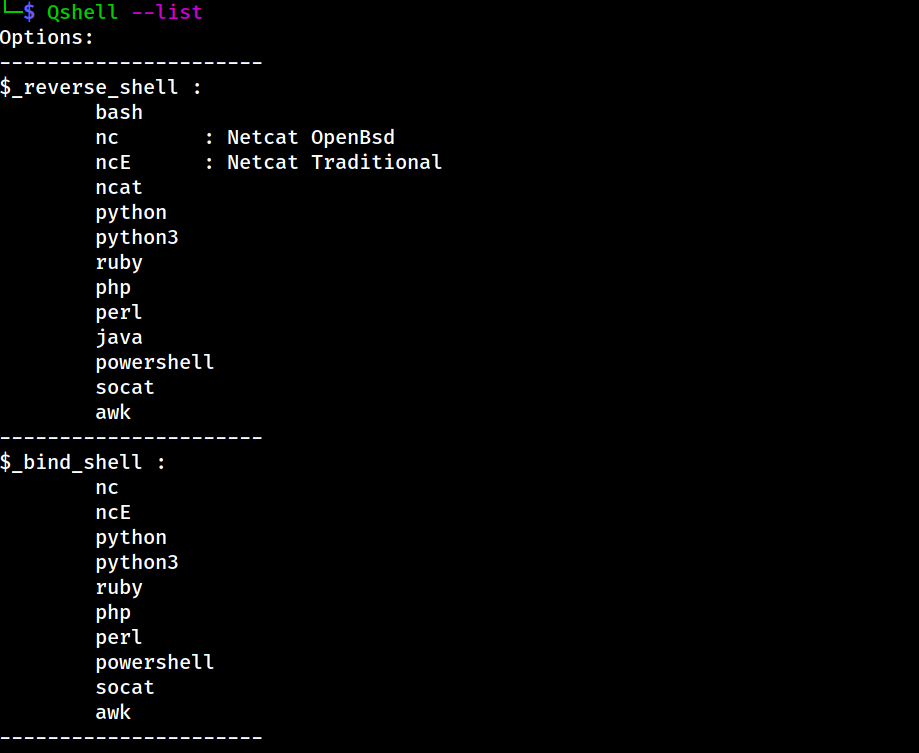 └─$ Qshell --list
Options:
----------------------
$_reverse_shell :
        bash
        nc       : Netcat OpenBsd
        ncE      : Netcat Traditional
        ncat
        python
        python3
        ruby
        php
        perl
        java
        powershell
        socat
        awk
----------------------
$_bind_shell :
        nc
        ncE
        python
        python3
        ruby
        php
        perl
        powershell
        socat
        awk
----------------------